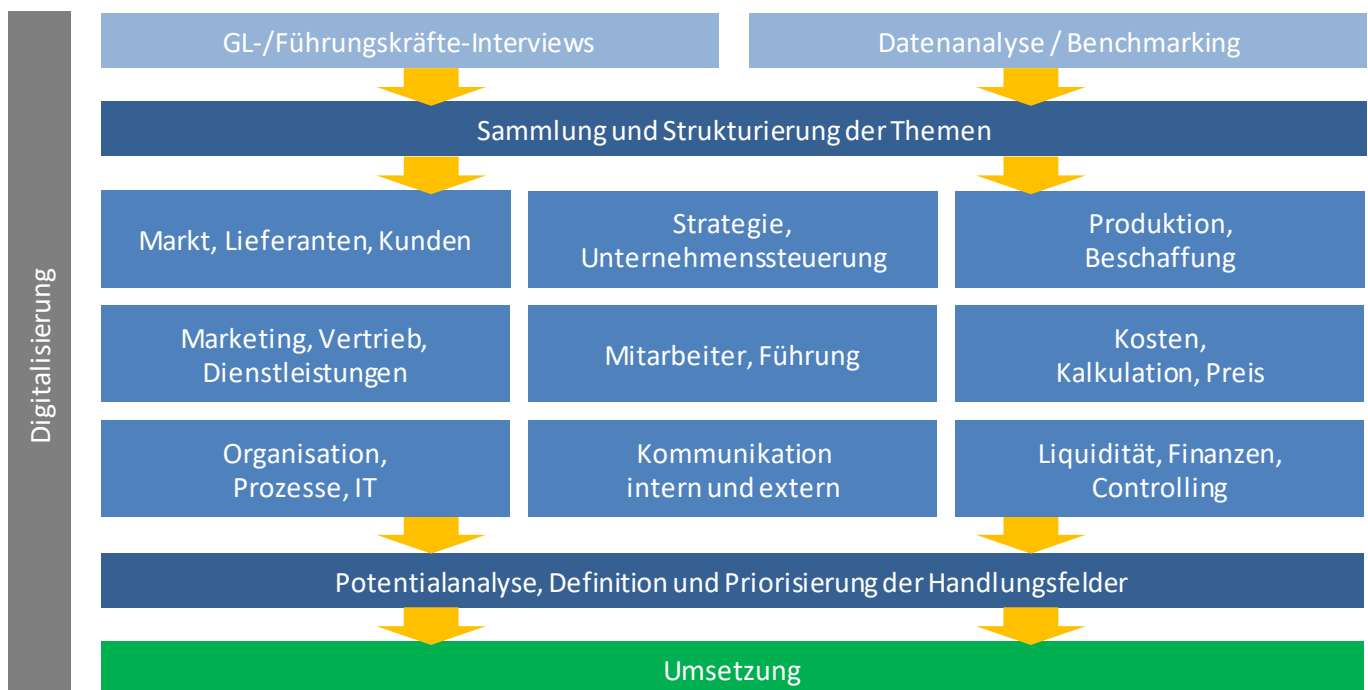 Digitalisierung
GL-/Führungskräfte-Interviews
Datenanalyse / Benchmarking
Sammlung und Strukturierung der Themen
Markt, Lieferanten, Kunden
Strategie,
Unternehmenssteuerung
Produktion,
Beschaffung
Marketing, Vertrieb,
Dienstleistungen
Mitarbeiter, Führung
Kosten,
Kalkulation, Preis
Organisation,
Prozesse, IT
Kommunikation
intern und extern
Liquidität, Finanzen,
Controlling
Potentialanalyse, Definition und Priorisierung der Handlungsfelder
Umsetzung